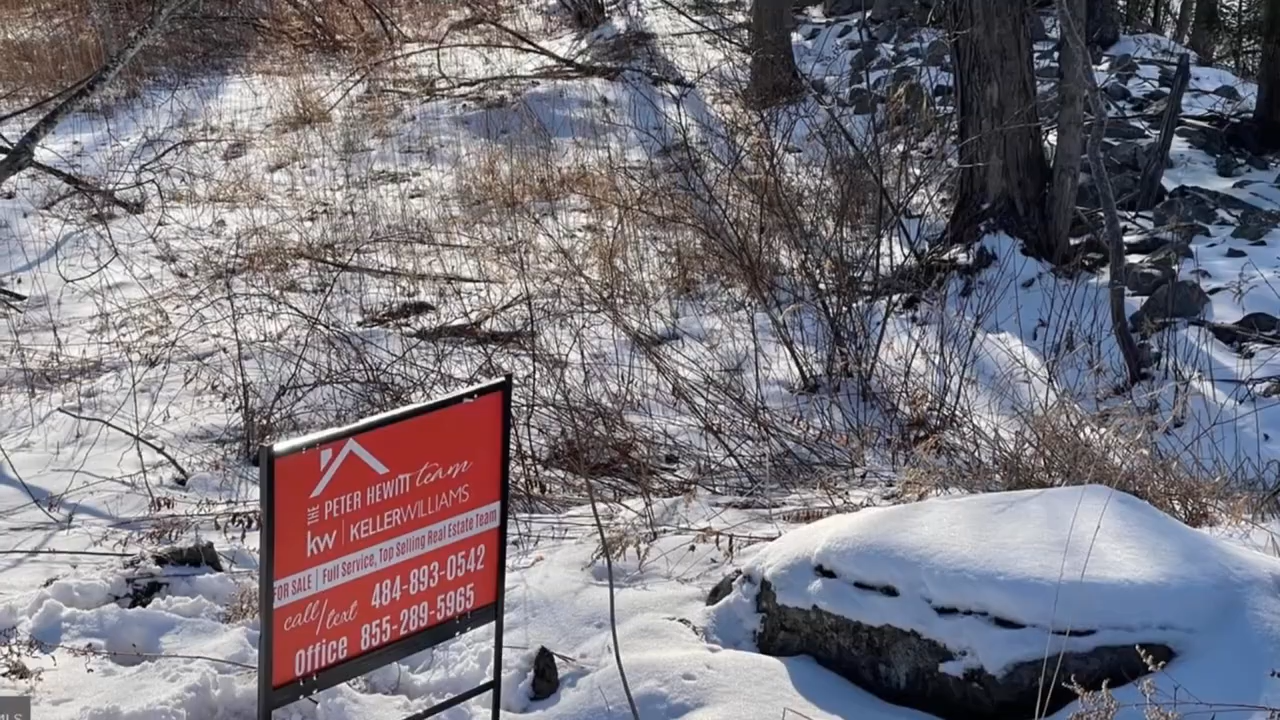 THE PETER HEWITT team
kw | KELLERWILLIAMS
FOR SALE | Full Service, Top Selling Real Estate Team
call/text 484-893-0542
Office 855-289-5965
MLS